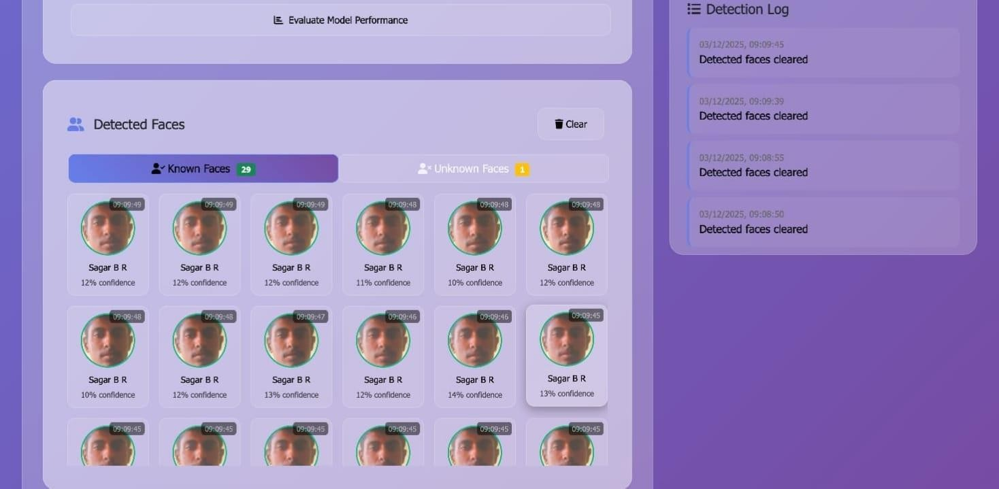 Evaluate Model Performance
Detected Faces
Clear
Known Faces 29
Unknown Faces 1
09:09:49 09:09:49 09:09:49 09:09:48 09:09:48 09:09:48
Sagar B R Sagar B R Sagar B R Sagar B R Sagar B R Sagar B R
12% confidence 12% confidence 12% confidence 11% confidence 10% confidence 12% confidence
09:09:48 09:09:48 09:09:47 09:09:46 09:09:46 09:09:45
Sagar B R Sagar B R Sagar B R Sagar B R Sagar B R Sagar B R
10% confidence 12% confidence 13% confidence 12% confidence 14% confidence 13% confidence
09:09:45 09:09:45 09:09:45 09:09:45 09:09:45 09:09:45
Detection Log
03/12/2025, 09:09:45
Detected faces cleared
03/12/2025, 09:09:39
Detected faces cleared
03/12/2025, 09:08:55
Detected faces cleared
03/12/2025, 09:08:50
Detected faces cleared